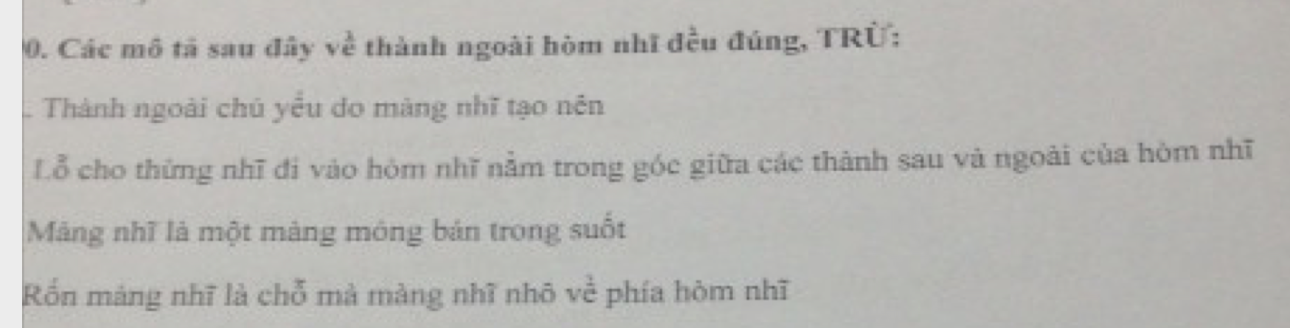 0. Các mô tả sau đây về thành ngoài hòm nhĩ đều đúng, TRỪ:
. Thành ngoài chủ yếu do màng nhĩ tạo nên
Lỗ cho thừng nhĩ đi vào hòm nhĩ nằm trong góc giữa các thành sau và ngoài của hòm nhĩ
Màng nhĩ là một màng mỏng bán trong suốt
Rốn màng nhĩ là chỗ mà màng nhĩ nhô về phía hòm nhĩ